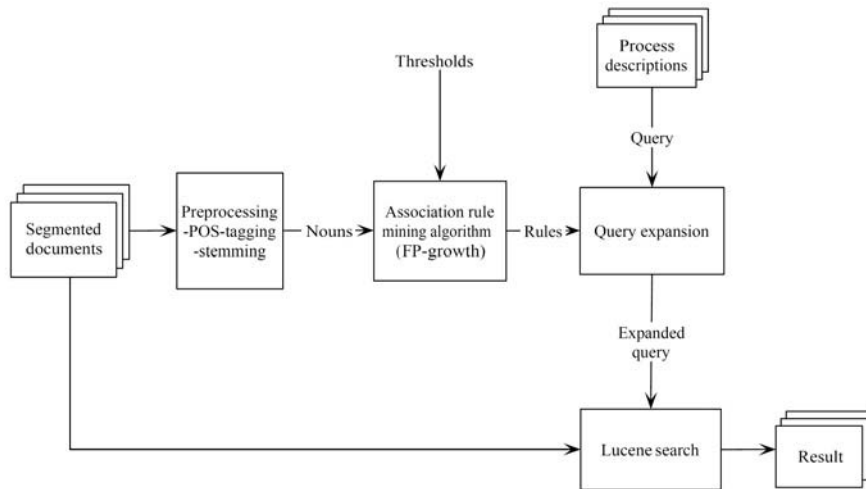 Process
descriptions
Thresholds
Query
Segmented
documents
Preprocessing
-POS-tagging
-stemming
Nouns
Association rule
mining algorithm
(FP-growth)
Rules
Query expansion
Expanded
query
Lucene search
Result